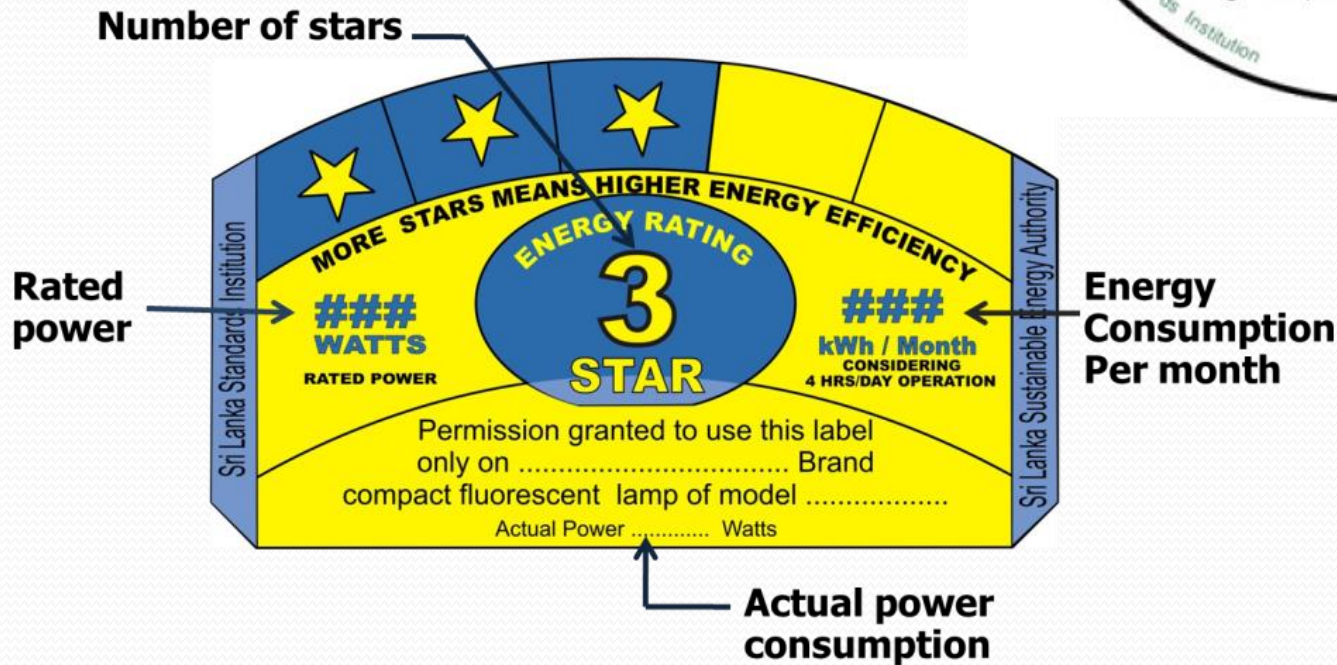 Number of stars
ds Institution
MORE STARS MEANS HIGHER ENERGY EFFICIENCY
ENERGY RATING
3
STAR
Rated
power
###
WATTS
RATED POWER
###
kWh / Month
CONSIDERING
4 HRS/DAY OPERATION
Energy
Consumption
Per month
Sri Lanka Standards Institution
Sri Lanka Sustainable Energy Authority
Permission granted to use this label
only on ................................... Brand
compact fluorescent lamp of model ...................
Actual Power ............. Watts
Actual power
consumption